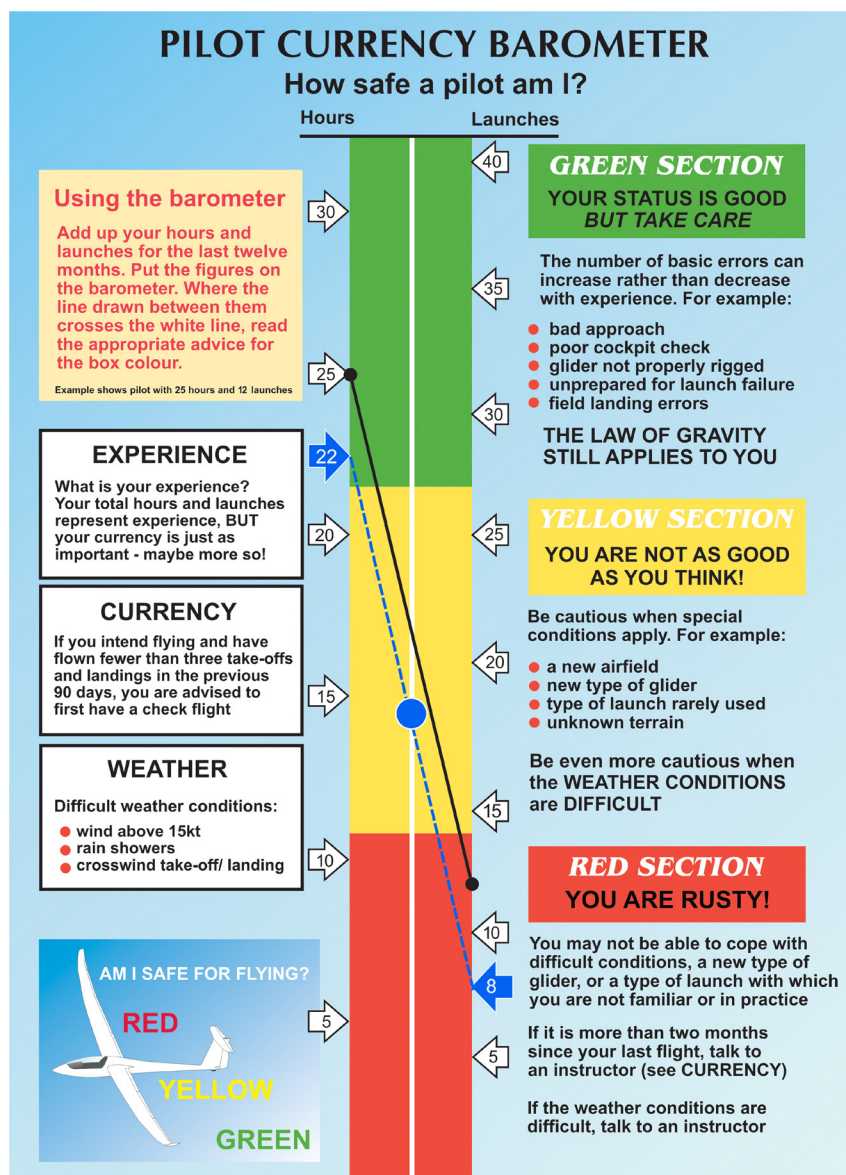 PILOT CURRENCY BAROMETER
How safe a pilot am I?
Hours
Launches
Using the barometer
Add up your hours and
launches for the last twelve
months. Put the figures on
the barometer. Where the
line drawn between them
crosses the white line, read
the appropriate advice for
the box colour.
Example shows pilot with 25 hours and 12 launches
EXPERIENCE
What is your experience?
Your total hours and launches
represent experience, BUT
your currency is just as
important - maybe more so!
CURRENCY
If you intend flying and have
flown fewer than three take-offs
and landings in the previous
90 days, you are advised to
first have a check flight
WEATHER
Difficult weather conditions:
wind above 15kt
rain showers
crosswind take-off/ landing
AM I SAFE FOR FLYING?
RED
YELLOW
GREEN
30
25
22
20
15
10
5
40
35
30
25
20
15
10
8
5
GREEN SECTION
YOUR STATUS IS GOOD
BUT TAKE CARE
The number of basic errors can
increase rather than decrease
with experience. For example:
bad approach
poor cockpit check
glider not properly rigged
unprepared for launch failure
field landing errors
THE LAW OF GRAVITY
STILL APPLIES TO YOU
YELLOW SECTION
YOU ARE NOT AS GOOD
AS YOU THINK!
Be cautious when special
conditions apply. For example:
a new airfield
new type of glider
type of launch rarely used
unknown terrain
Be even more cautious when
the WEATHER CONDITIONS
are DIFFICULT
RED SECTION
YOU ARE RUSTY!
You may not be able to cope with
difficult conditions, a new type of
glider, or a type of launch with which
you are not familiar or in practice
If it is more than two months
since your last flight, talk to
an instructor (see CURRENCY)
If the weather conditions are
difficult, talk to an instructor